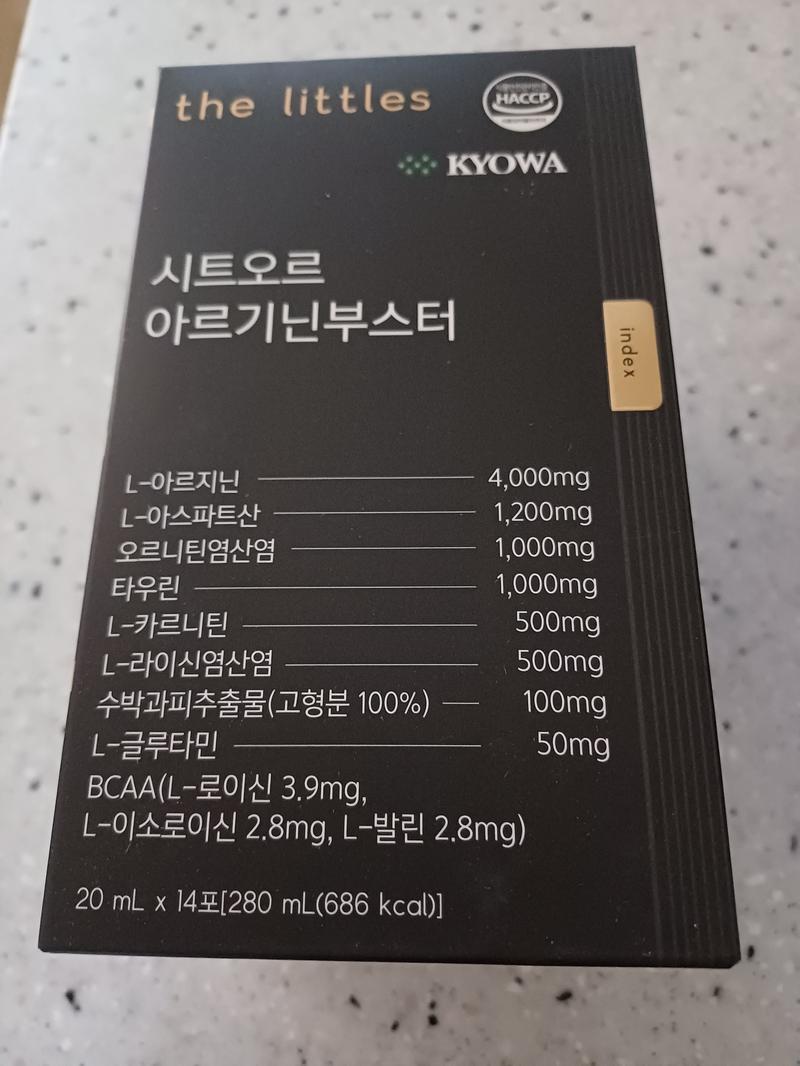 the littles
HACCP
KYOWA
시트오르
아르기닌부스터
index
L-아르지닌 4,000mg
L-아스파트산 1,200mg
오르니틴염산염 1,000mg
타우린 1,000mg
L-카르니틴 500mg
L-라이신염산염 500mg
수박과피추출물(고형분 100%) 100mg
L-글루타민 50mg
BCAA(L-로이신 3.9mg,
L-이소로이신 2.8mg, L-발린 2.8mg)
20 mL x 14포[280 mL(686 kcal)]